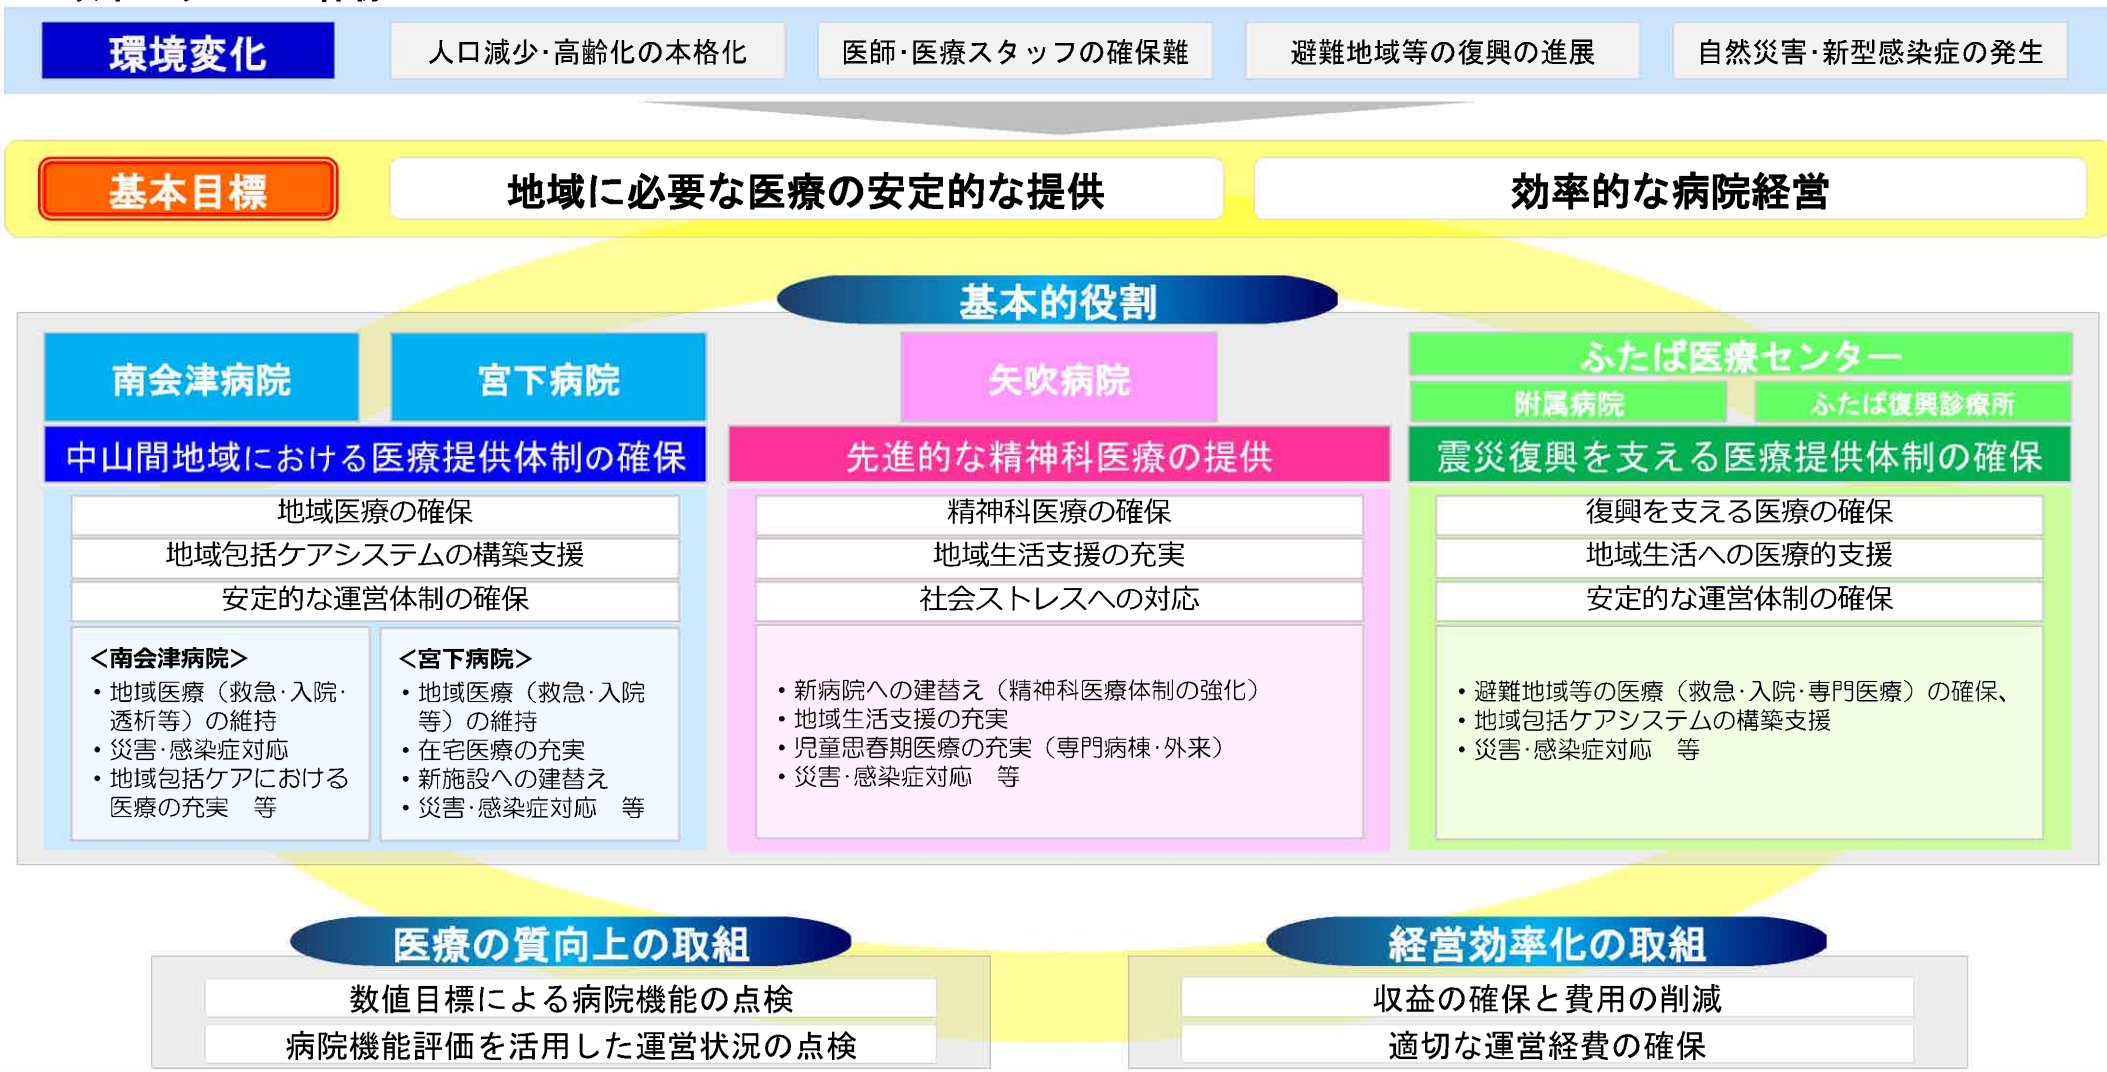 環境変化
人口減少･高齢化の本格化
医師･医療スタッフの確保難
避難地域等の復興の進展
自然災害･新型感染症の発生
基本目標
地域に必要な医療の安定的な提供
効率的な病院経営
基本的役割
南会津病院
宮下病院
中山間地域における医療提供体制の確保
地域医療の確保
地域包括ケアシステムの構築支援
安定的な運営体制の確保
＜南会津病院＞
・地域医療（救急･入院･
透析等）の維持
・災害･感染症対応
・地域包括ケアにおける
医療の充実　等
＜宮下病院＞
・地域医療（救急･入院
等）の維持
・在宅医療の充実
・新施設への建替え
・災害･感染症対応　等
矢吹病院
先進的な精神科医療の提供
精神科医療の確保
地域生活支援の充実
社会ストレスへの対応
・新病院への建替え（精神科医療体制の強化）
・地域生活支援の充実
・児童思春期医療の充実（専門病棟･外来）
・災害･感染症対応　等
ふたば医療センター
附属病院
ふたば復興診療所
震災復興を支える医療提供体制の確保
復興を支える医療の確保
地域生活への医療的支援
安定的な運営体制の確保
・避難地域等の医療（救急･入院･専門医療）の確保、
・地域包括ケアシステムの構築支援
・災害･感染症対応　等
医療の質向上の取組
数値目標による病院機能の点検
病院機能評価を活用した運営状況の点検
経営効率化の取組
収益の確保と費用の削減
適切な運営経費の確保